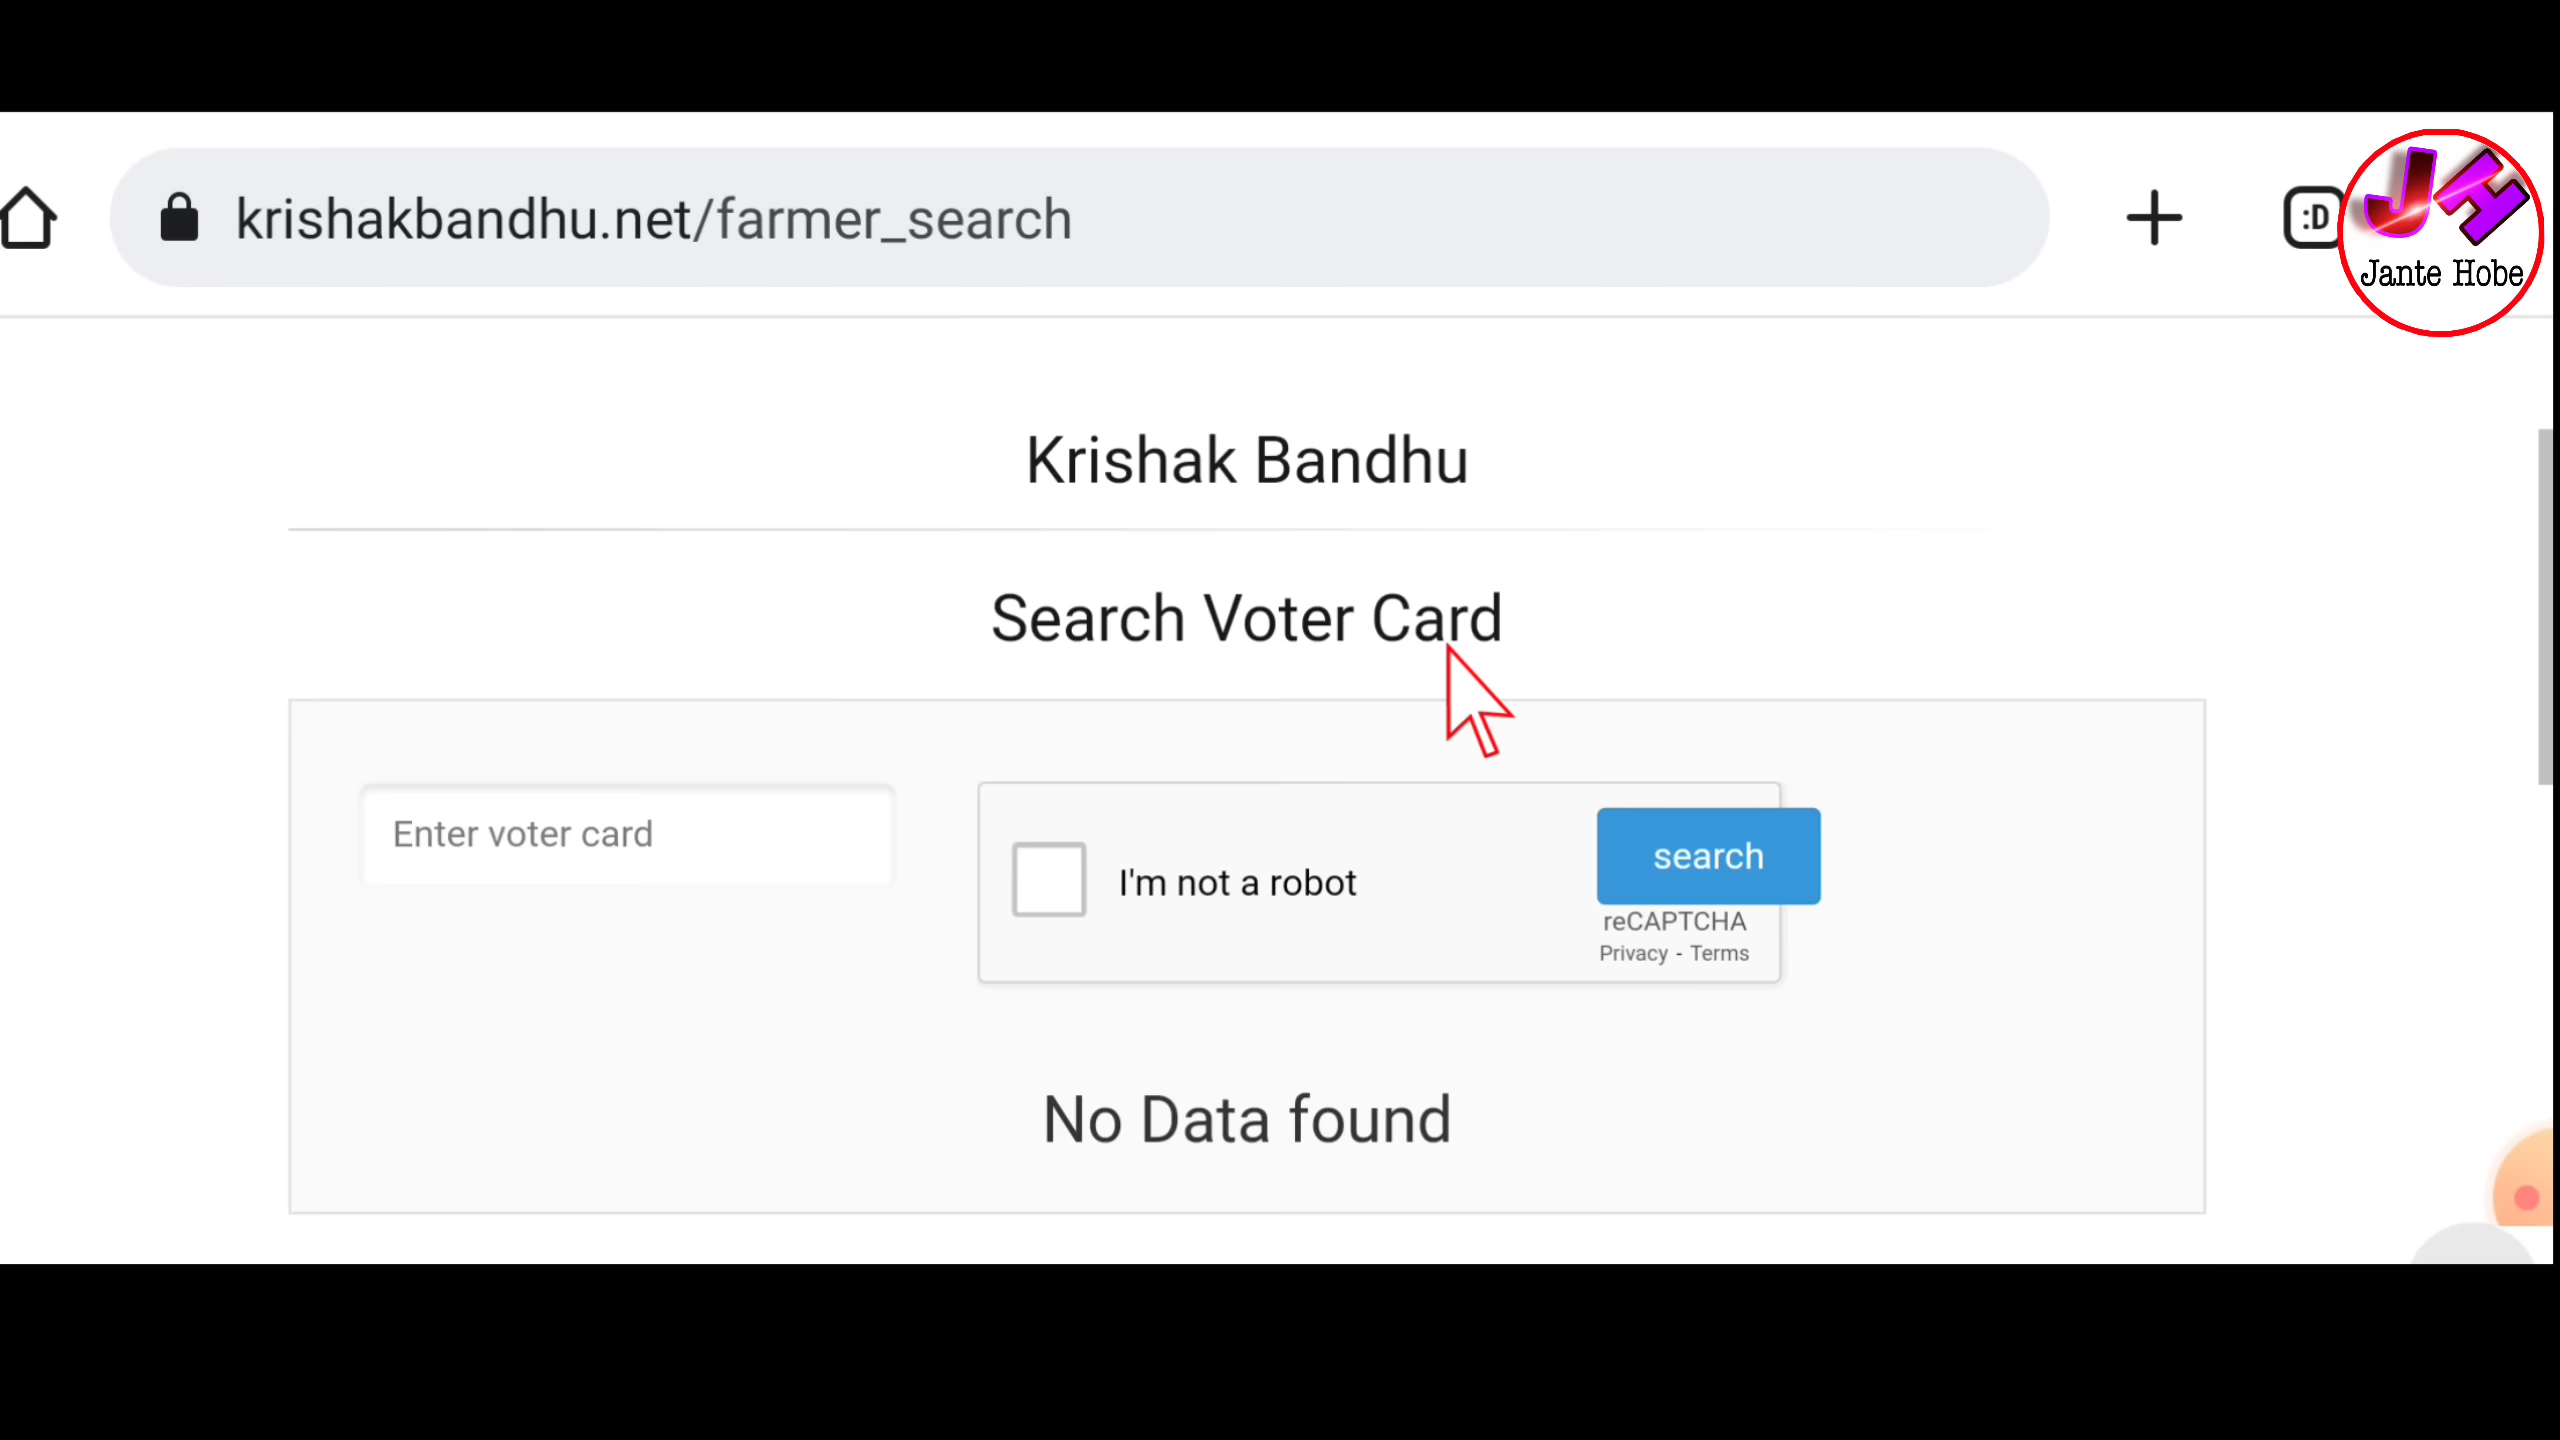 krishakbandhu.net/farmer_search
:D
JH
Jante Hobe
Krishak Bandhu
Search Voter Card
Enter voter card
I'm not a robot
search
reCAPTCHA
Privacy - Terms
No Data found